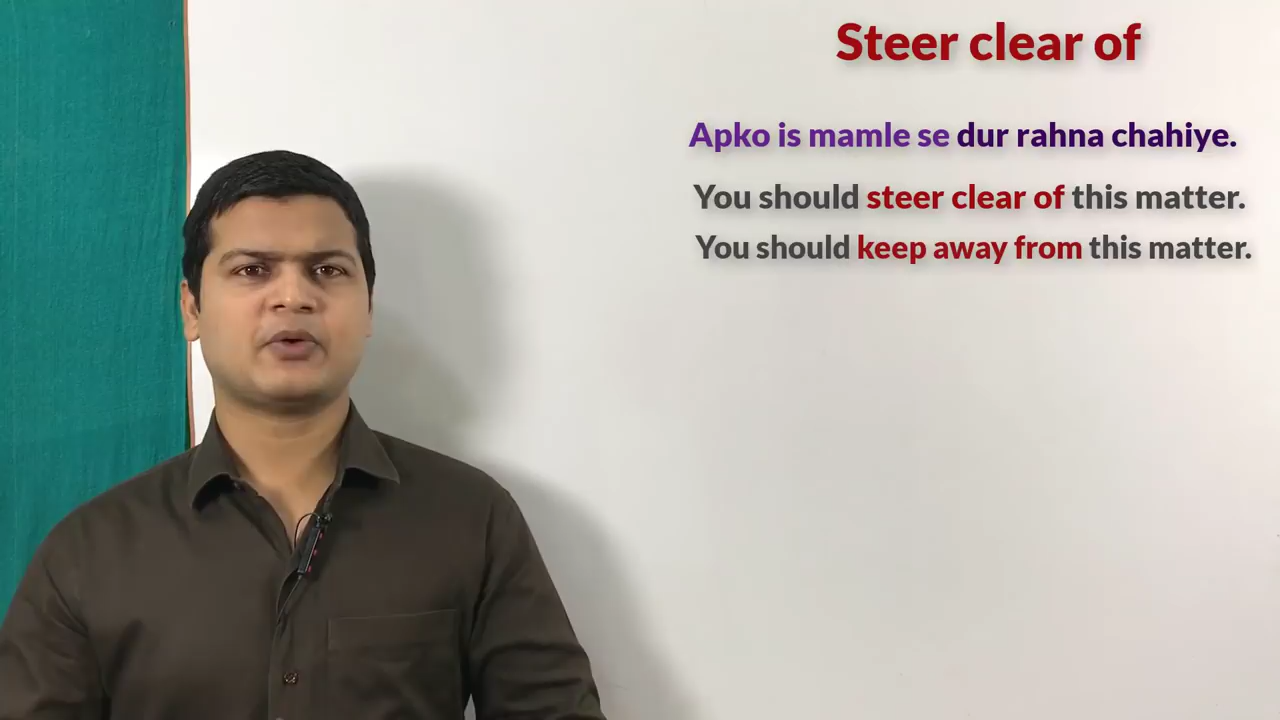 Steer clear of
Apko is mamle se dur rahna chahiye.
You should steer clear of this matter.
You should keep away from this matter.